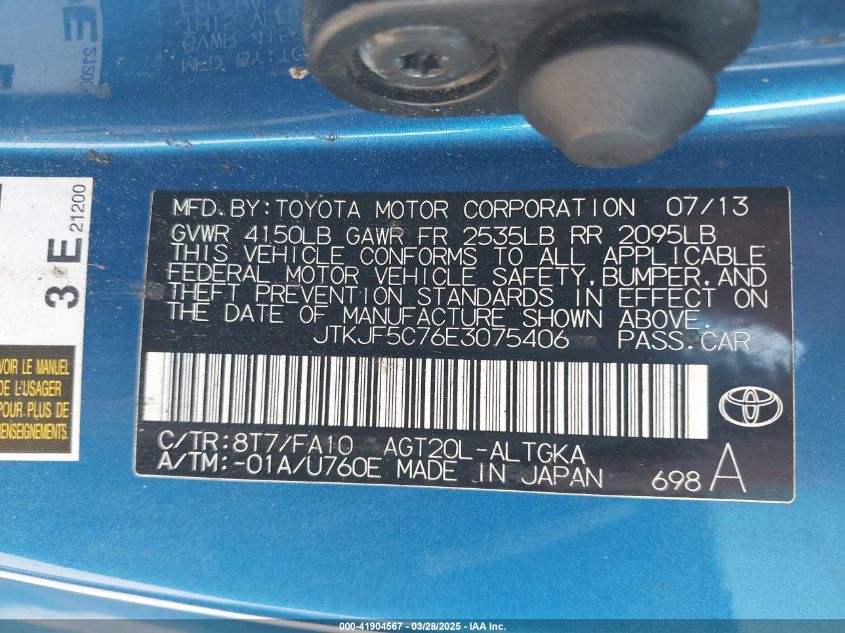 MFD. BY: TOYOTA MOTOR CORPORATION 07/13
GVWR 4150LB GAWR FR 2535LB RR 2095LB
THIS VEHICLE CONFORMS TO ALL APPLICABLE
FEDERAL MOTOR VEHICLE SAFETY, BUMPER, AND
THEFT PREVENTION STANDARDS IN EFFECT ON
THE DATE OF MANUFACTURE SHOWN ABOVE.
JTKJF5C76E3075406 PASS. CAR
C/TR: 8T7/FA10 AGT20L-ALTGKA
A/TM: -01A/U760E MADE IN JAPAN 698 A
3 E
21200
VOIR LE MANUEL
DE L'USAGER
POUR PLUS DE
RENSEIGNEMENTS
000-41904567 — 03/28/2025 — IAA Inc.